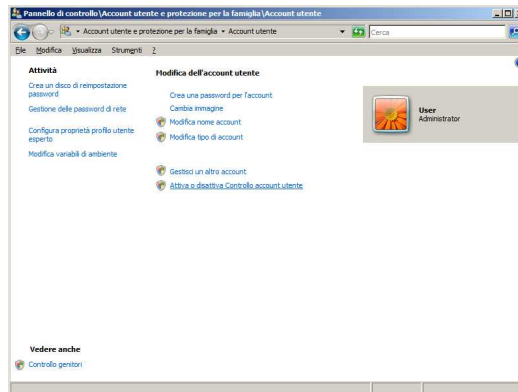 Pannello di controllo\Account utente e protezione per la famiglia\Account utente
Account utente e protezione per la famiglia Account utente
Cerca
File Modifica Visualizza Strumenti ?
Attività
Crea un disco di reimpostazione
password
Gestione delle password di rete
Configura proprietà profilo utente
esperto
Modifica variabili di ambiente
Modifica dell'account utente
Crea una password per l'account
Cambia immagine
Modifica nome account
Modifica tipo di account
Gestisci un altro account
Attiva o disattiva Controllo account utente
User
Administrator
Vedere anche
Controllo genitori